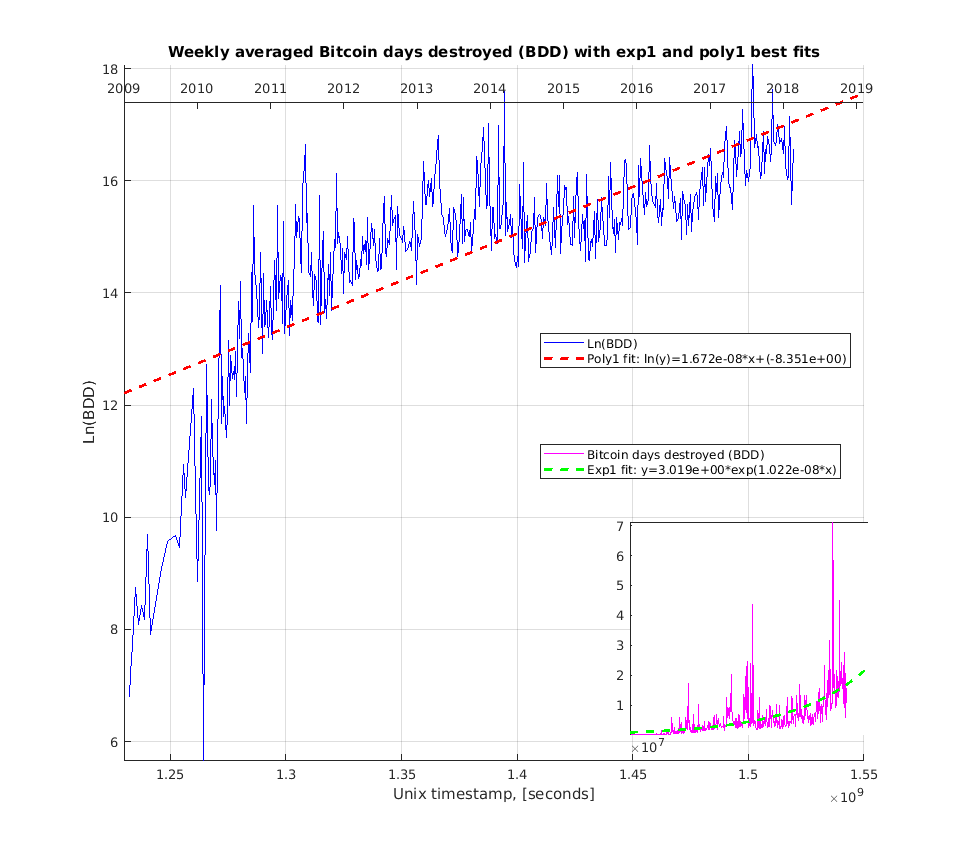 Weekly averaged Bitcoin days destroyed (BDD) with exp1 and poly1 best fits
18
2009 2010 2011 2012 2013 2014 2015 2016 2017 2018 2019
16
14
12
10
8
6
Ln(BDD)
Ln(BDD)
Poly1 fit: ln(y)=1.672e-08*x+(-8.351e+00)
Bitcoin days destroyed (BDD)
Exp1 fit: y=3.019e+00*exp(1.022e-08*x)
7
6
5
4
3
2
1
×10^7
1.25 1.3 1.35 1.4 1.45 1.5 1.55
Unix timestamp, [seconds]
×10^9